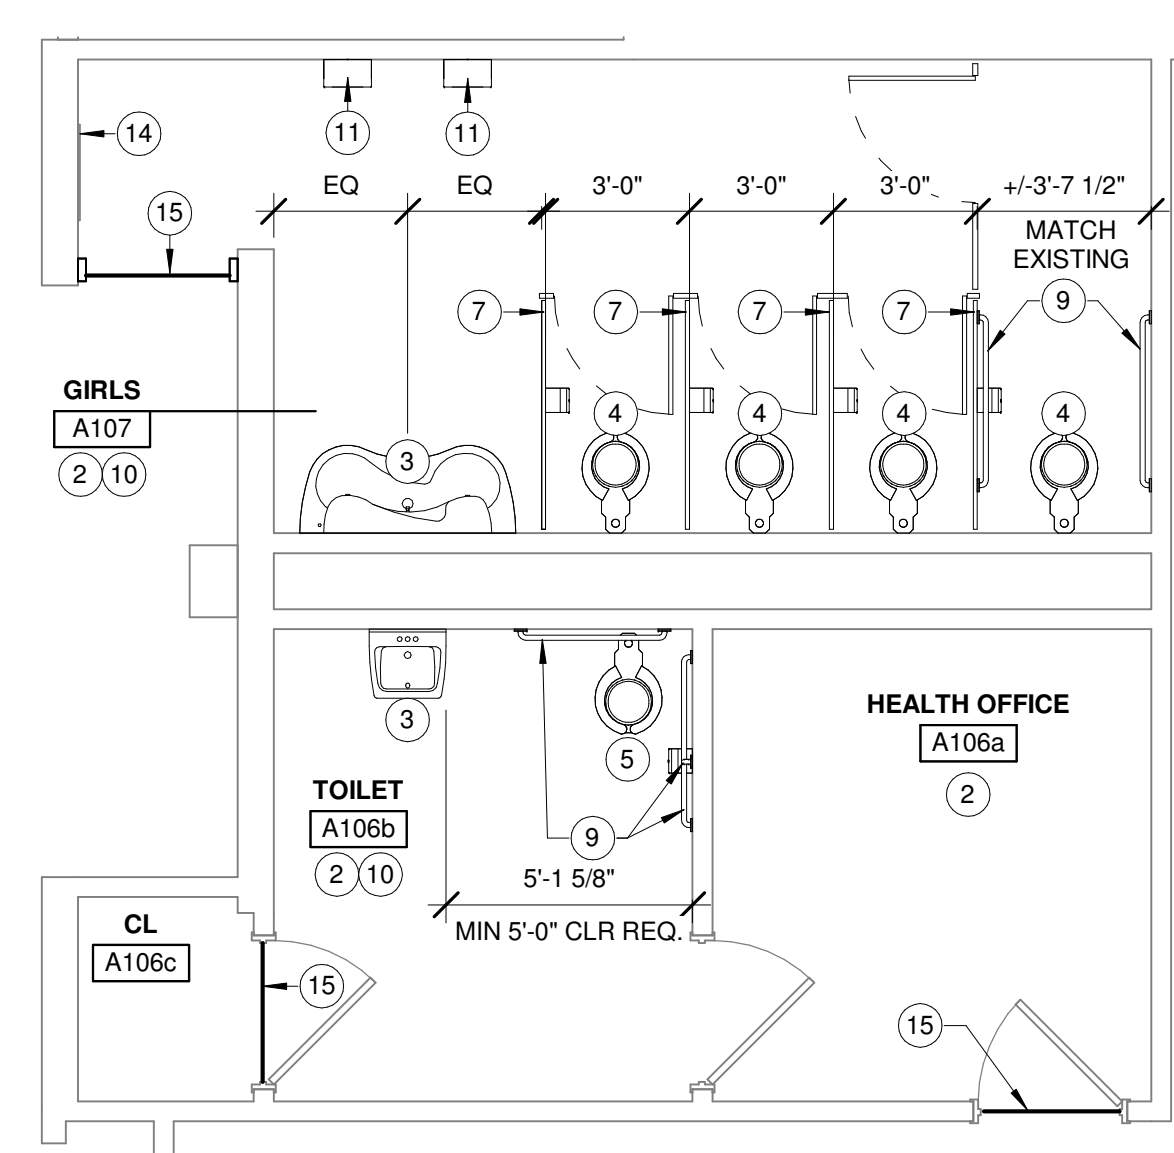 14
11
11
EQ
EQ
3'-0"
3'-0"
3'-0"
+/-3'-7 1/2"
15
MATCH
EXISTING
7
7
7
7
9
GIRLS
A107
2 10
4
4
4
4
3
3
5
HEALTH OFFICE
A106a
2
TOILET
A106b
2 10
9
5'-1 5/8"
MIN 5'-0" CLR REQ.
CL
A106c
15
15